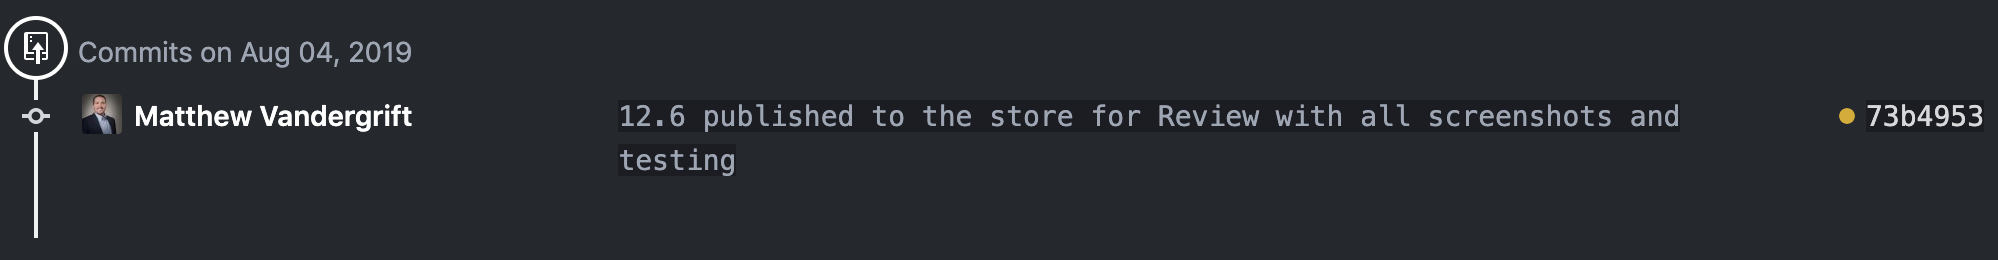 Commits on Aug 04, 2019
Matthew Vandergrift
12.6 published to the store for Review with all screenshots and
testing
73b4953